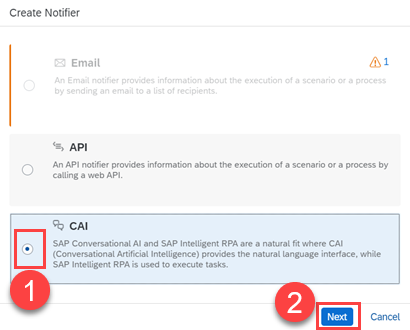 Create Notifier
Email
1
An Email notifier provides information about the execution of a scenario or a process
by sending an email to a list of recipients.
API
An API notifier provides information about the execution of a scenario or a process by
calling a web API.
CAI
SAP Conversational AI and SAP Intelligent RPA are a natural fit where CAI
(Conversational Artificial Intelligence) provides the natural language interface, while
SAP Intelligent RPA is used to execute tasks.
1
2
Next
Cancel